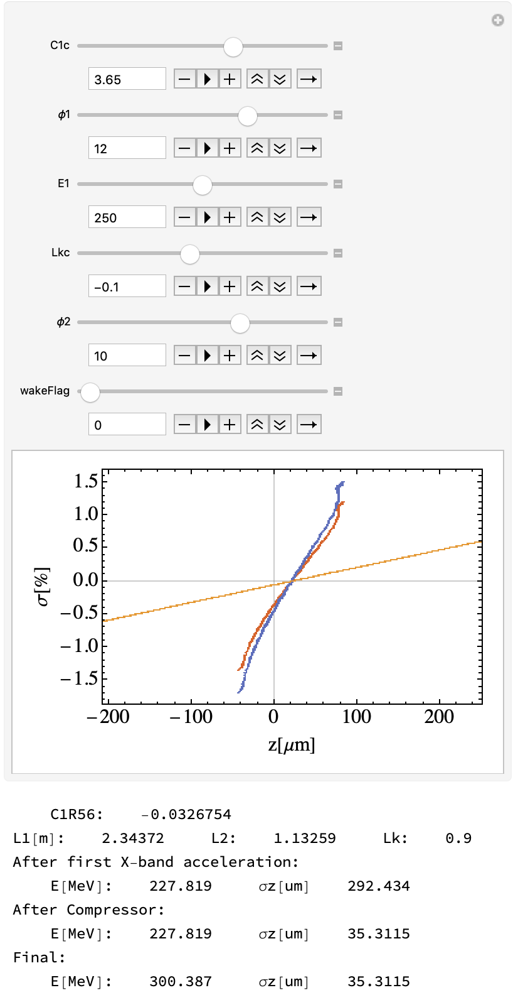 C1c
3.65
ϕ1
12
E1
250
Lkc
−0.1
ϕ2
10
wakeFlag
0
1.5
1.0
0.5
0.0
−0.5
−1.0
−1.5
σ[%]
−200 −100 0 100 200
z[μm]
C1R56: −0.0326754
L1[m]: 2.34372 L2: 1.13259 Lk: 0.9
After first X−band acceleration:
E[MeV]: 227.819 σz[um] 292.434
After Compressor:
E[MeV]: 227.819 σz[um] 35.3115
Final:
E[MeV]: 300.387 σz[um] 35.3115